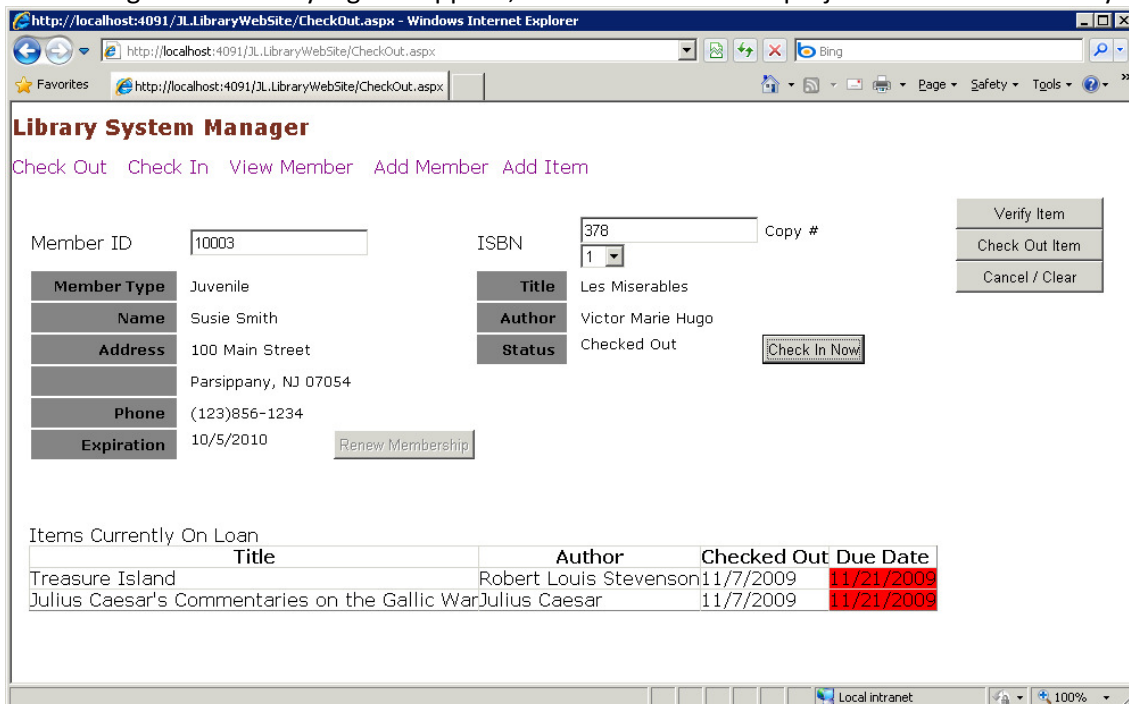 http://localhost:4091/JL.LibraryWebSite/CheckOut.aspx - Windows Internet Explorer
http://localhost:4091/JL.LibraryWebSite/CheckOut.aspx
Bing
Favorites
http://localhost:4091/JL.LibraryWebSite/CheckOut.aspx
Page
Safety
Tools
Library System Manager
Check Out Check In View Member Add Member Add Item
Member ID 10003
ISBN 378 Copy #
1
Verify Item
Check Out Item
Cancel / Clear
Member Type Juvenile
Title Les Miserables
Name Susie Smith
Author Victor Marie Hugo
Address 100 Main Street
Status Checked Out Check In Now
Parsippany, NJ 07054
Phone (123)856-1234
Expiration 10/5/2010 Renew Membership
Items Currently On Loan
Title Author Checked Out Due Date
Treasure Island Robert Louis Stevenson 11/7/2009 11/21/2009
Julius Caesar's Commentaries on the Gallic War Julius Caesar 11/7/2009 11/21/2009
Local intranet
100%